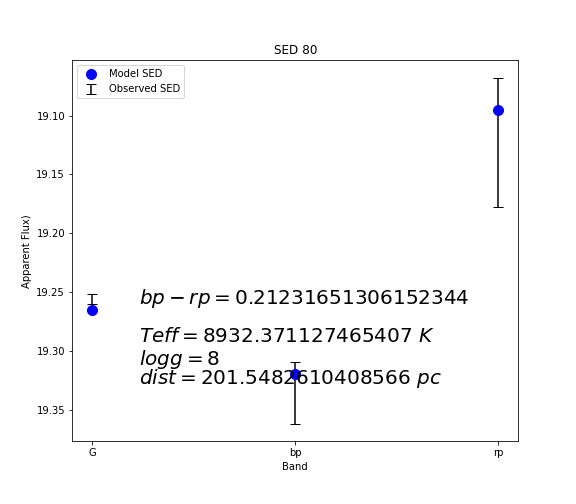 SED 80
Model SED
Observed SED
19.10
19.15
19.20
19.25
19.30
19.35
Apparent Flux)
bp − rp = 0.21231651306152344
Teff = 8932.371127465407 K
logg = 8
dist = 201.5482610408566 pc
G bp rp
Band